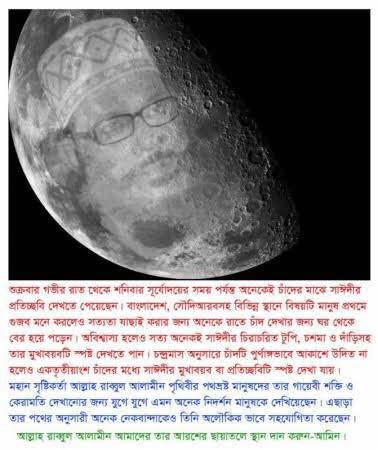 শুক্রবার গভীর রাত থেকে শনিবার সূর্যোদয়ের সময় পর্যন্ত অনেকেই চাঁদের মাঝে সাঈদীর
প্রতিচ্ছবি দেখতে পেয়েছেন। বাংলাদেশ, সৌদিআরবসহ বিভিন্ন স্থানে বিষয়টি মানুষ প্রথমে
গুজব মনে করলেও সত্যতা যাছাই করার জন্য অনেকে রাতে চাঁদ দেখার জন্য ঘর থেকে
বের হয়ে পড়েন। অবিশ্বাস্য হলেও সত্য অনেকই সাঈদীর চিরাচরিত টুপি, চশমা ও দাঁড়িসহ
তার মুখাবয়বটি স্পষ্ট দেখতে পান। চন্দ্রমাস অনুসারে চাঁদটি পুর্ণাঙ্গভাবে আকাশে উদিত না
হলেও একতৃতীয়াংশ চাঁদের মধ্যে সাঈদীর মুখাবয়ব বা প্রতিচ্ছবিটি স্পষ্ট দেখা যায়।
মহান সৃষ্টিকর্তা আল্লাহ রাব্বুল আলামীন পৃথিবীর পথভ্রষ্ট মানুষদের তার গায়েবী শক্তি ও
কেরামতি দেখানোর জন্য যুগে যুগে এমন অনেক নিদর্শন মানুষকে দেখিয়েছেন। এছাড়া
তার পথের অনুসারী অনেক নেকবান্দাকেও তিনি অলৌকিক ভাবে সহযোগিতা করেছেন।
আল্লাহ রাব্বুল আলামীন আমাদের তার আরশের ছায়াতলে স্থান দান করুন-আমিন।